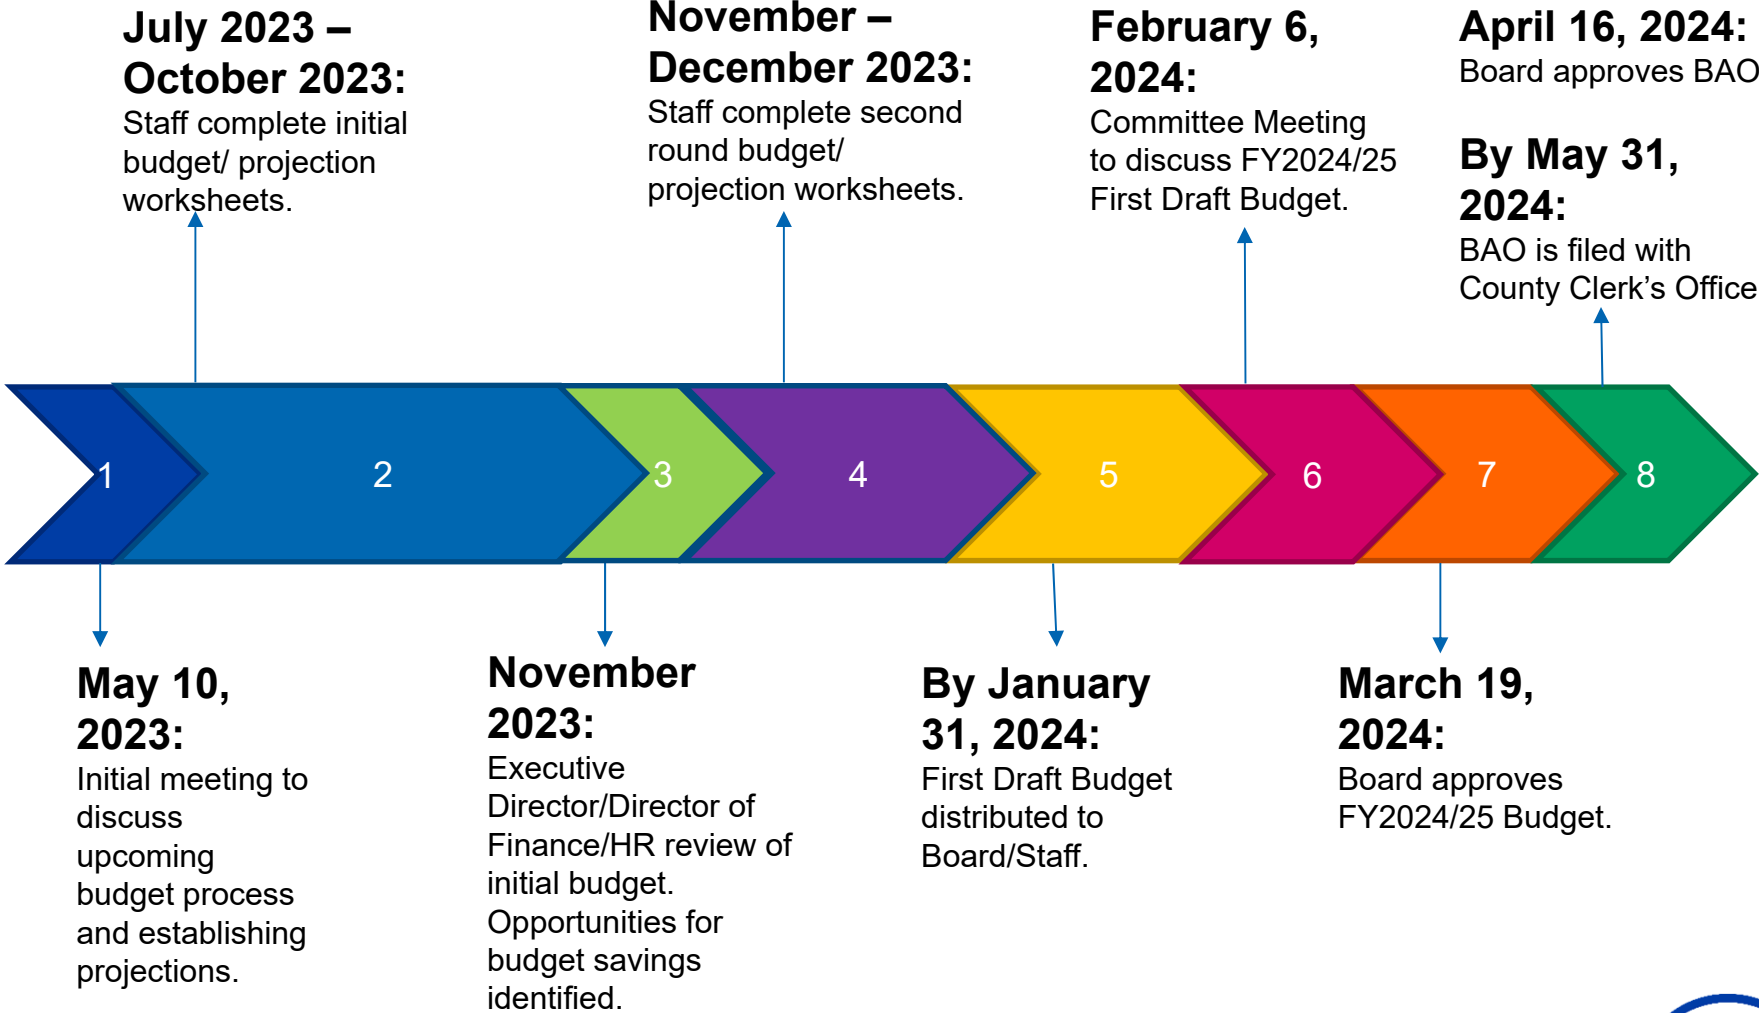 July 2023 –
October 2023:
Staff complete initial
budget/ projection
worksheets.
November –
December 2023:
Staff complete second
round budget/
projection worksheets.
February 6,
2024:
Committee Meeting
to discuss FY2024/25
First Draft Budget.
April 16, 2024:
Board approves BAO
By May 31,
2024:
BAO is filed with
County Clerk’s Office
1
2
3
4
5
6
7
8
May 10,
2023:
Initial meeting to
discuss
upcoming
budget process
and establishing
projections.
November
2023:
Executive
Director/Director of
Finance/HR review of
initial budget.
Opportunities for
budget savings
identified.
By January
31, 2024:
First Draft Budget
distributed to
Board/Staff.
March 19,
2024:
Board approves
FY2024/25 Budget.